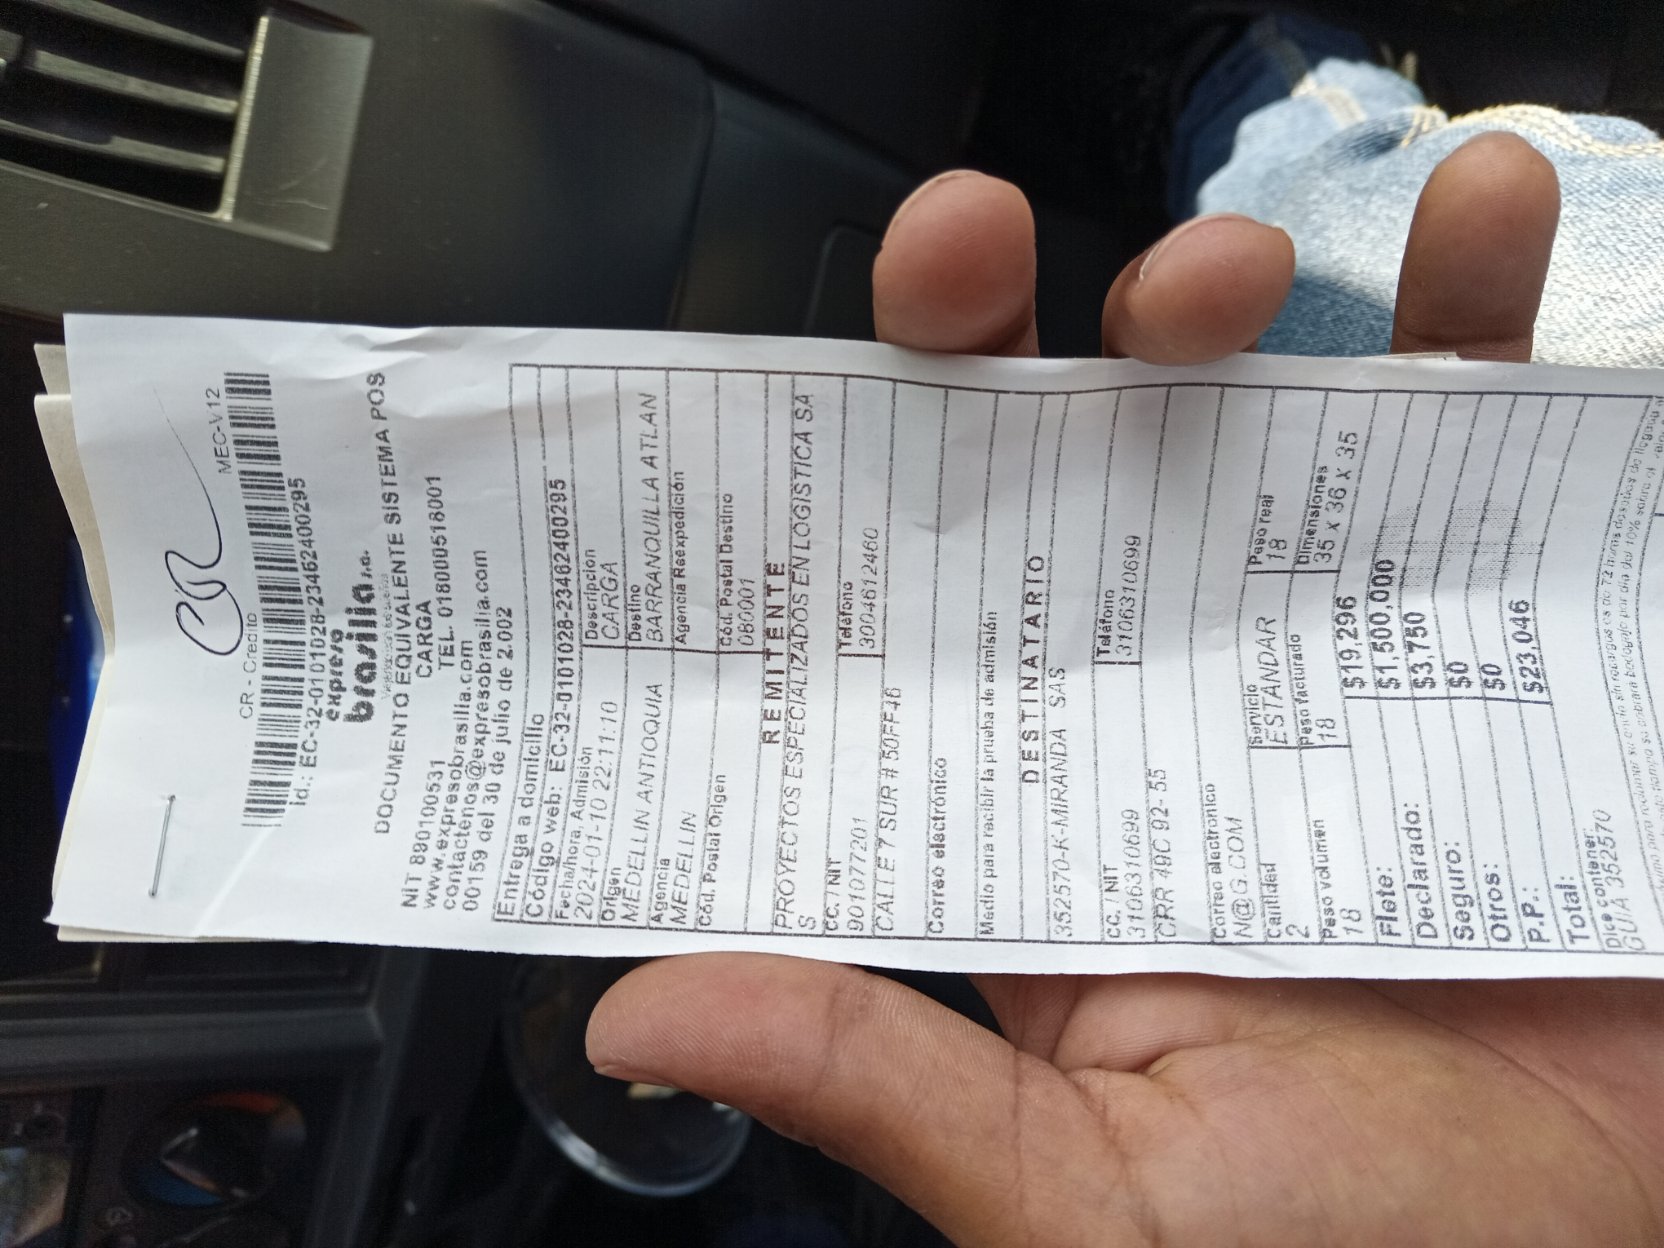 CR - Credito
MEC-V12
Id.: EC-32-0101028-23462400295
expreso
brasilia s.a.
DOCUMENTO EQUIVALENTE SISTEMA POS
CARGA
NIT 890100531
TEL. 018000518001
www.expresobrasilia.com
contactenos@expresobrasilia.com
00159 del 30 de julio de 2.002
Entrega a domicilio
Código web: EC-32-0101028-23462400295
Fecha/hora, Admisión
2024-01-10 22:11:10
Descripción
CARGA
Origen
MEDELLIN ANTIOQUIA
Destino
BARRANQUILLA ATLAN
Agencia
MEDELLIN
Agencia Reexpedición
Cód. Postal Origen
Cód. Postal Destino
080001
REMITENTE
PROYECTOS ESPECIALIZADOS EN LOGISTICA SA
S
CC. / NIT
901077201
Teléfono
3004612460
CALLE 7 SUR # 50FF46
Correo electrónico
Medio para recibir la prueba de admisión
DESTINATARIO
352570-K-MIRANDA SAS
CC. / NIT
3106310699
Teléfono
3106310699
CRR 49C 92- 55
Correo electronico
N@G.COM
Cantidad
2
Servicio
ESTANDAR
Peso real
18
Peso volumen
18
Peso facturado
18
Dimensiones
35 x 36 x 35
Flete: $19,296
Declarado: $1,500,000
Seguro: $3,750
Otros: $0
P.P.: $0
Total: $23,046
Dice contener:
GUIA 352570